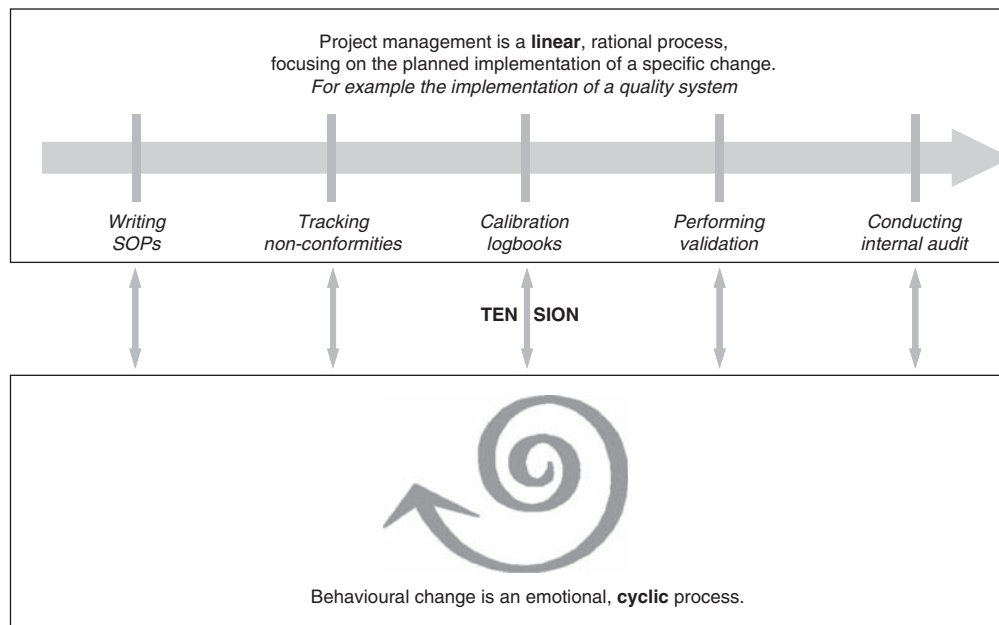 Project management is a linear, rational process,
focusing on the planned implementation of a specific change.
For example the implementation of a quality system
Writing
SOPs
Tracking
non-conformities
Calibration
logbooks
Performing
validation
Conducting
internal audit
TEN SION
Behavioural change is an emotional, cyclic process.